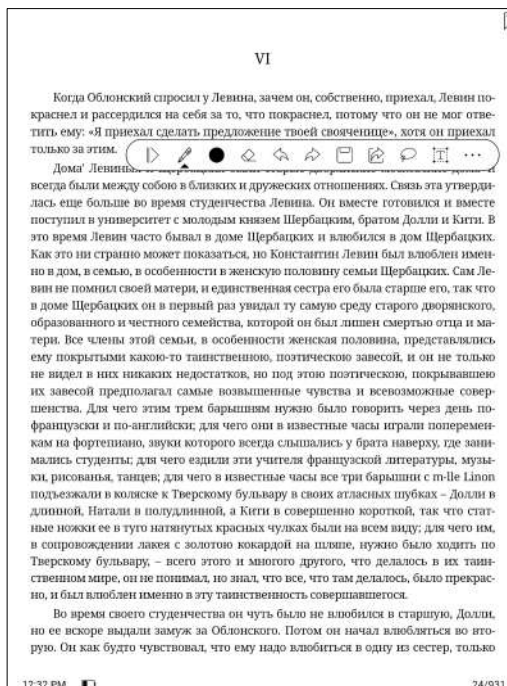 VI
Когда Облонский спросил у Левина, зачем он, собственно, приехал, Левин по-
краснел и рассердился на себя за то, что покраснел, потому что он не мог отве-
тить ему: «Я приехал сделать предложение твоей свояченице», хотя он приехал
только за этим.
Дома' Левиных и
всегда были между собою в близких и дружеских отношениях. Связь эта утверди-
лась еще больше во время студенчества Левина. Он вместе готовился и вместе
поступил в университет с молодым князем Шербацким, братом Долли и Кити. В
это время Левин часто бывал в доме Щербацких и влюбился в дом Щербацких.
Как это ни странно может показаться, но Константин Левин был влюблен имен-
но в дом, в семью, в особенности в женскую половину семьи Щербацких. Сам Ле-
вин не помнил своей матери, и единственная сестра его была старше его, так что
в доме Щербацких он в первый раз увидал ту самую среду старого дворянского,
образованного и честного семейства, которой он был лишен смертью отца и ма-
тери. Все члены этой семьи, в особенности женская половина, представлялись
ему покрытыми какою-то таинственною, поэтическою завесой, и он не только
не видел в них никаких недостатков, но под этою поэтическою, покрывавшею
их завесой предполагал самые возвышенные чувства и всевозможные совер-
шенства. Для чего этим трем барышням нужно было говорить через день по-
французски и по-английски; для чего они в известные часы играли поперемен-
кам на фортепиано, звуки которого всегда слышались у брата наверху, где зани-
мались студенты; для чего ездили эти учителя французской литературы, музы-
ки, рисованья, танцев; для чего в известные часы все три барышни с m-lle Linon
подъезжали в коляске к Тверскому бульвару в своих атласных шубках – Долли в
длинной, Натали в полудлинной, а Кити в совершенно короткой, так что стат-
ные ножки ее в туго натянутых красных чулках были на всем виду; для чего им,
в сопровождении лакея с золотою кокардой на шляпе, нужно было ходить по
Тверскому бульвару, – всего этого и многого другого, что делалось в их таин-
ственном мире, он не понимал, но знал, что все, что там делалось, было прекрас-
но, и был влюблен именно в эту таинственность совершавшегося.
Во время своего студенчества он чуть было не влюбился в старшую, Долли,
но ее вскоре выдали замуж за Облонского. Потом он начал влюбляться во вто-
рую. Он как будто чувствовал, что ему надо влюбиться в одну из сестер, только
12:32 PM
24/931